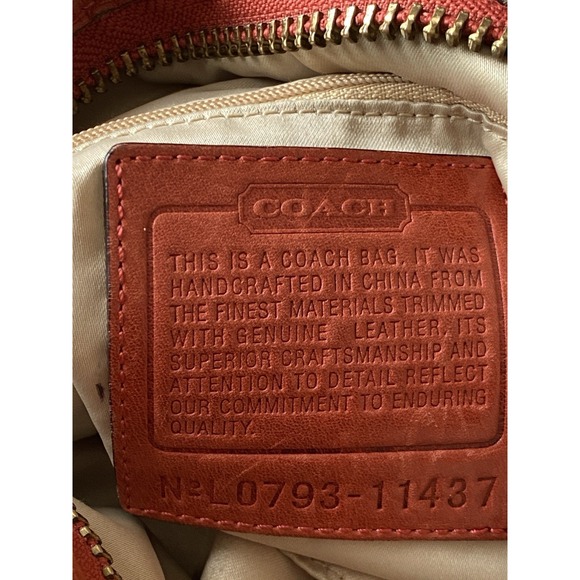 COACH
THIS IS A COACH BAG. IT WAS
HANDCRAFTED IN CHINA FROM
THE FINEST MATERIALS TRIMMED
WITH GENUINE LEATHER. ITS
SUPERIOR CRAFTSMANSHIP AND
ATTENTION TO DETAIL REFLECT
OUR COMMITMENT TO ENDURING
QUALITY.
Nº L0793-11437